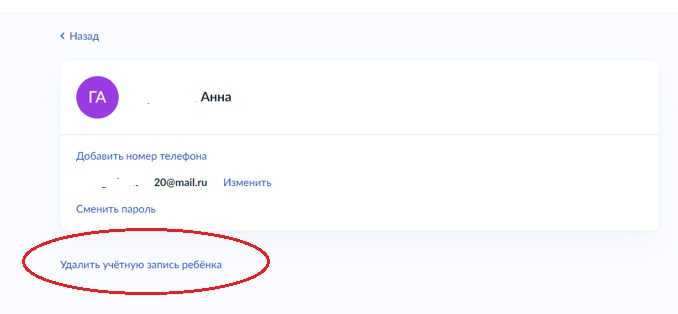 Назад
ГА
Анна
Добавить номер телефона
20@mail.ru Изменить
Сменить пароль
Удалить учётную запись ребёнка